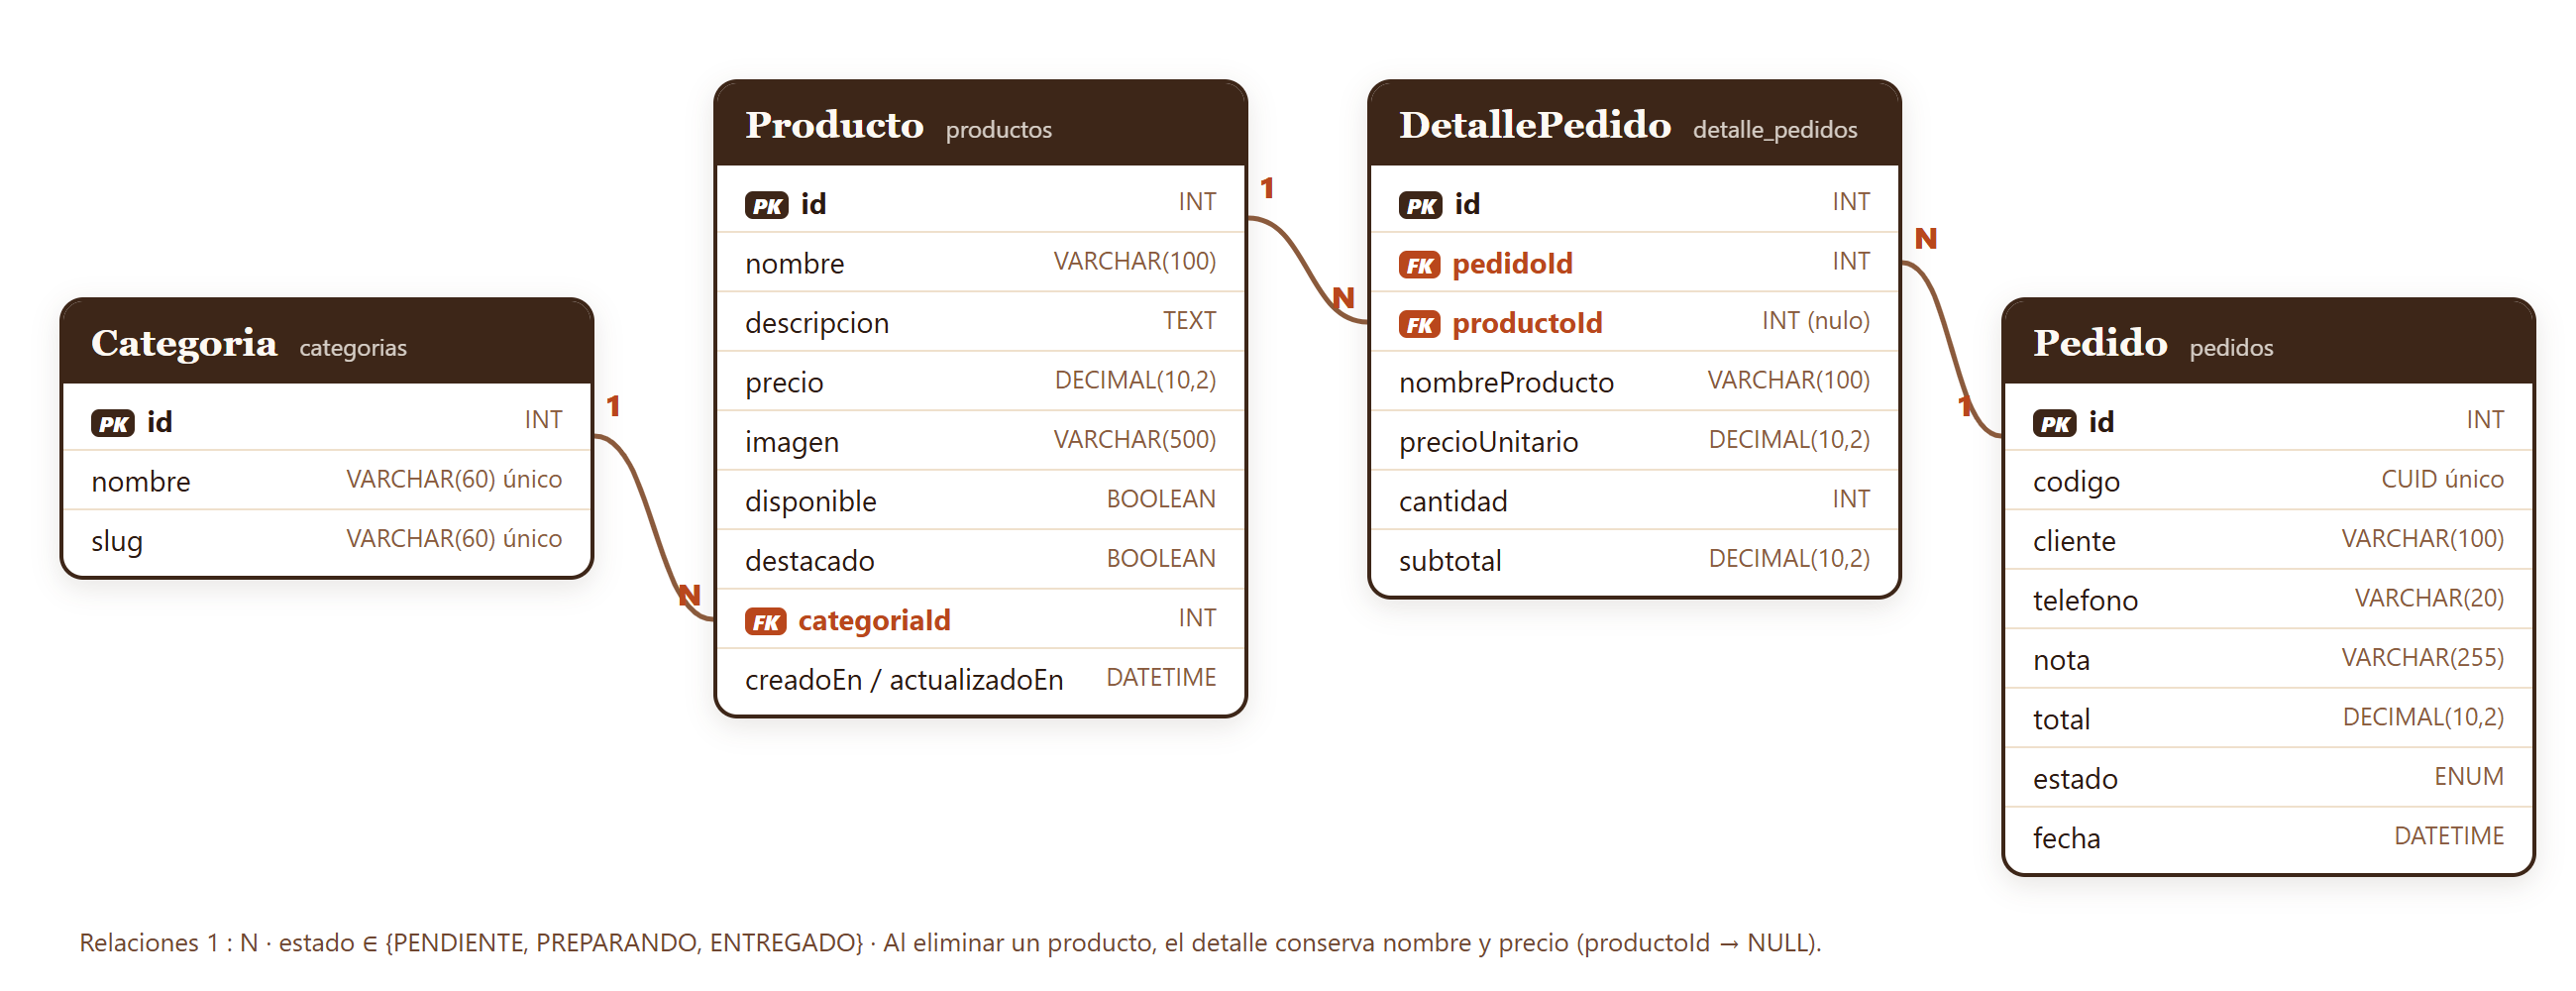 Categoria categorias
PK id INT
nombre VARCHAR(60) único
slug VARCHAR(60) único
1
N
Producto productos
PK id INT
nombre VARCHAR(100)
descripcion TEXT
precio DECIMAL(10,2)
imagen VARCHAR(500)
disponible BOOLEAN
destacado BOOLEAN
FK categoriaId INT
creadoEn / actualizadoEn DATETIME
1
N
DetallePedido detalle_pedidos
PK id INT
FK pedidoId INT
FK productoId INT (nulo)
nombreProducto VARCHAR(100)
precioUnitario DECIMAL(10,2)
cantidad INT
subtotal DECIMAL(10,2)
N
1
Pedido pedidos
PK id INT
codigo CUID único
cliente VARCHAR(100)
telefono VARCHAR(20)
nota VARCHAR(255)
total DECIMAL(10,2)
estado ENUM
fecha DATETIME
Relaciones 1 : N · estado ∈ {PENDIENTE, PREPARANDO, ENTREGADO} · Al eliminar un producto, el detalle conserva nombre y precio (productoId → NULL).